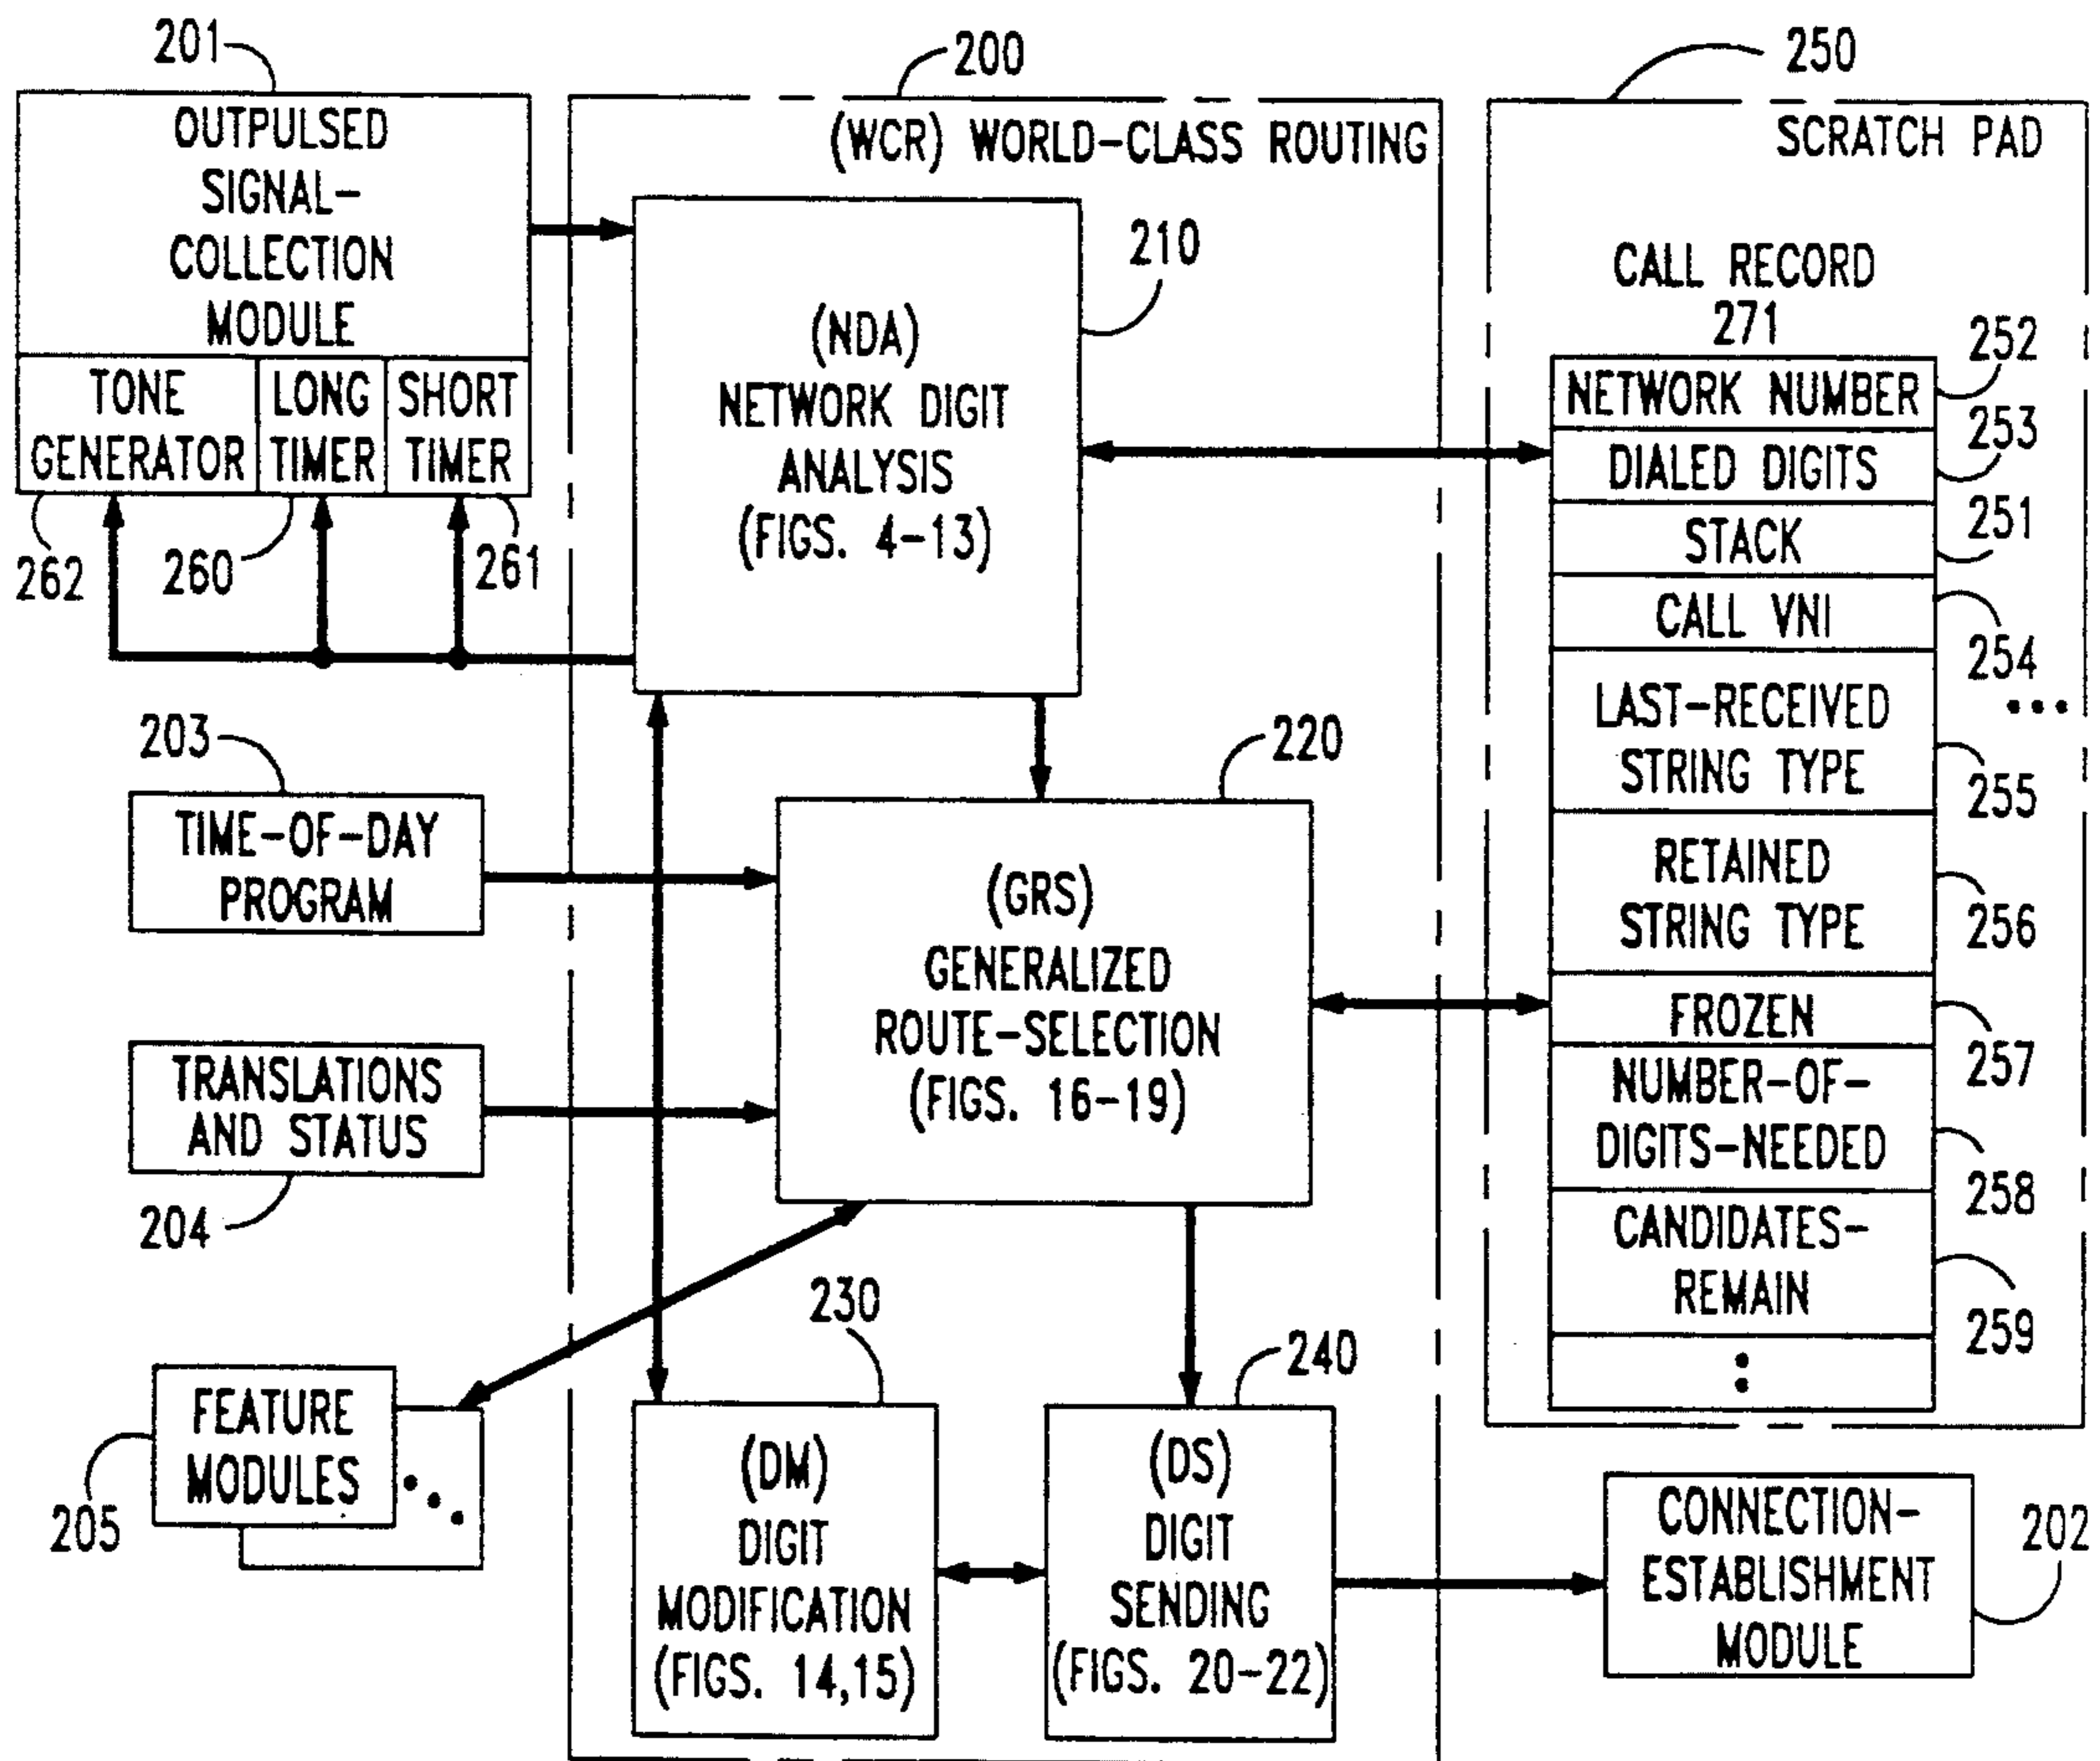 201
OUTPULSED
SIGNAL-
COLLECTION
MODULE
TONE
GENERATOR
LONG
TIMER
SHORT
TIMER
262
260
261
200
(WCR) WORLD-CLASS ROUTING
210
(NDA)
NETWORK DIGIT
ANALYSIS
(FIGS. 4-13)
250
SCRATCH PAD
CALL RECORD
271
NETWORK NUMBER
252
DIALED DIGITS
253
STACK
251
CALL VNI
254
LAST-RECEIVED
STRING TYPE
...
255
RETAINED
STRING TYPE
256
FROZEN
257
NUMBER-OF-
DIGITS-NEEDED
258
CANDIDATES-
REMAIN
259
203
TIME-OF-DAY
PROGRAM
TRANSLATIONS
AND STATUS
204
220
(GRS)
GENERALIZED
ROUTE-SELECTION
(FIGS. 16-19)
FEATURE
MODULES
205
230
(DM)
DIGIT
MODIFICATION
(FIGS. 14,15)
240
(DS)
DIGIT
SENDING
(FIGS. 20-22)
CONNECTION-
ESTABLISHMENT
MODULE
202